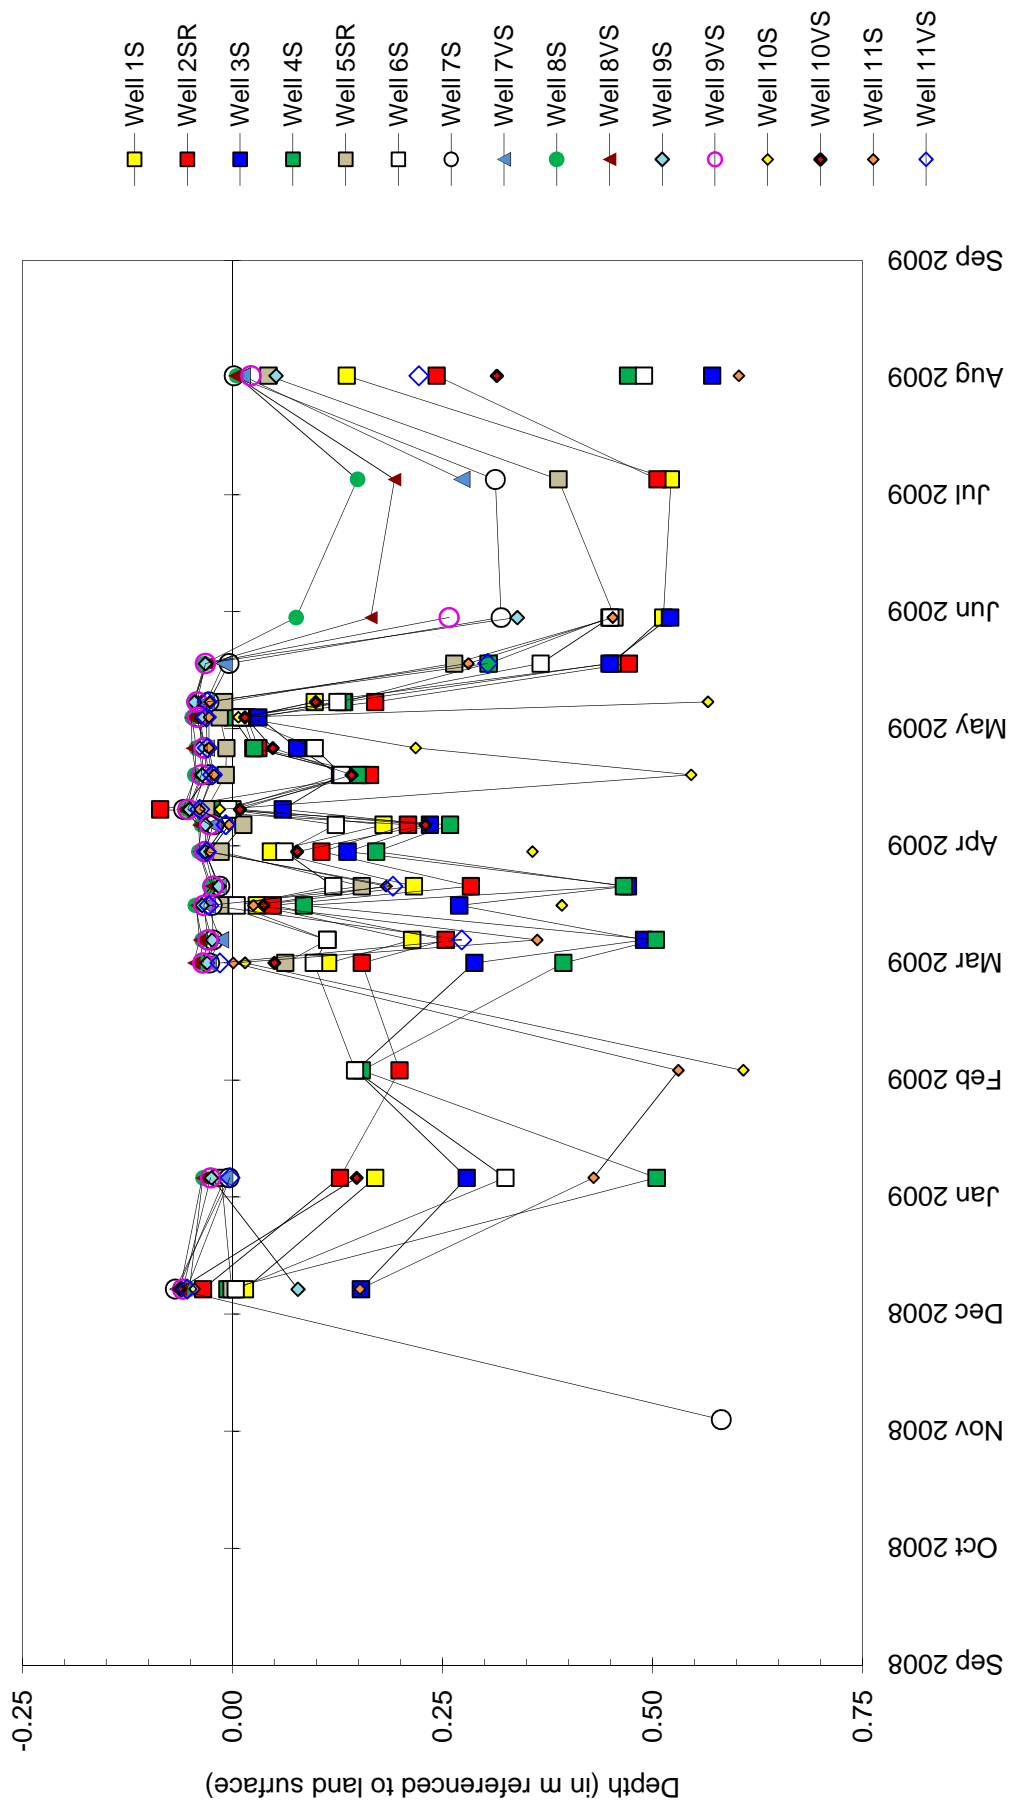 Well 1S
Well 2SR
Well 3S
Well 4S
Well 5SR
Well 6S
Well 7S
Well 7VS
Well 8S
Well 8VS
Well 9S
Well 9VS
Well 10S
Well 10VS
Well 11S
Well 11VS
-0.25
0.00
0.25
0.50
0.75
Depth (in m referenced to land surface)
Sep 2008
Oct 2008
Nov 2008
Dec 2008
Jan 2009
Feb 2009
Mar 2009
Apr 2009
May 2009
Jun 2009
Jul 2009
Aug 2009
Sep 2009